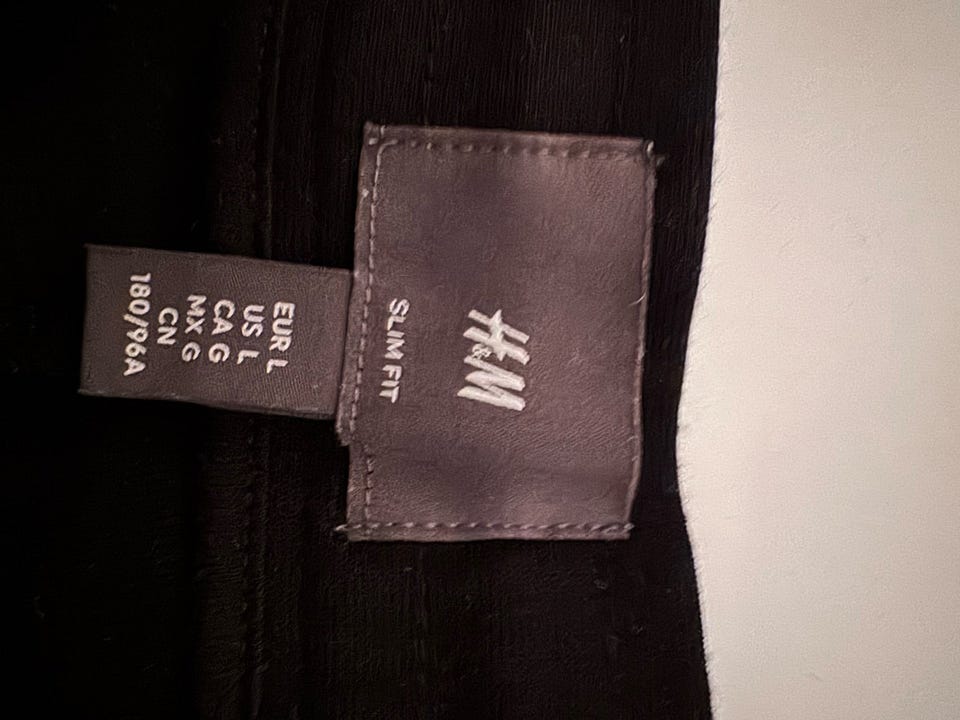 H&M
SLIM FIT
EUR L
US L
CA G
MX G
CN
180/96A